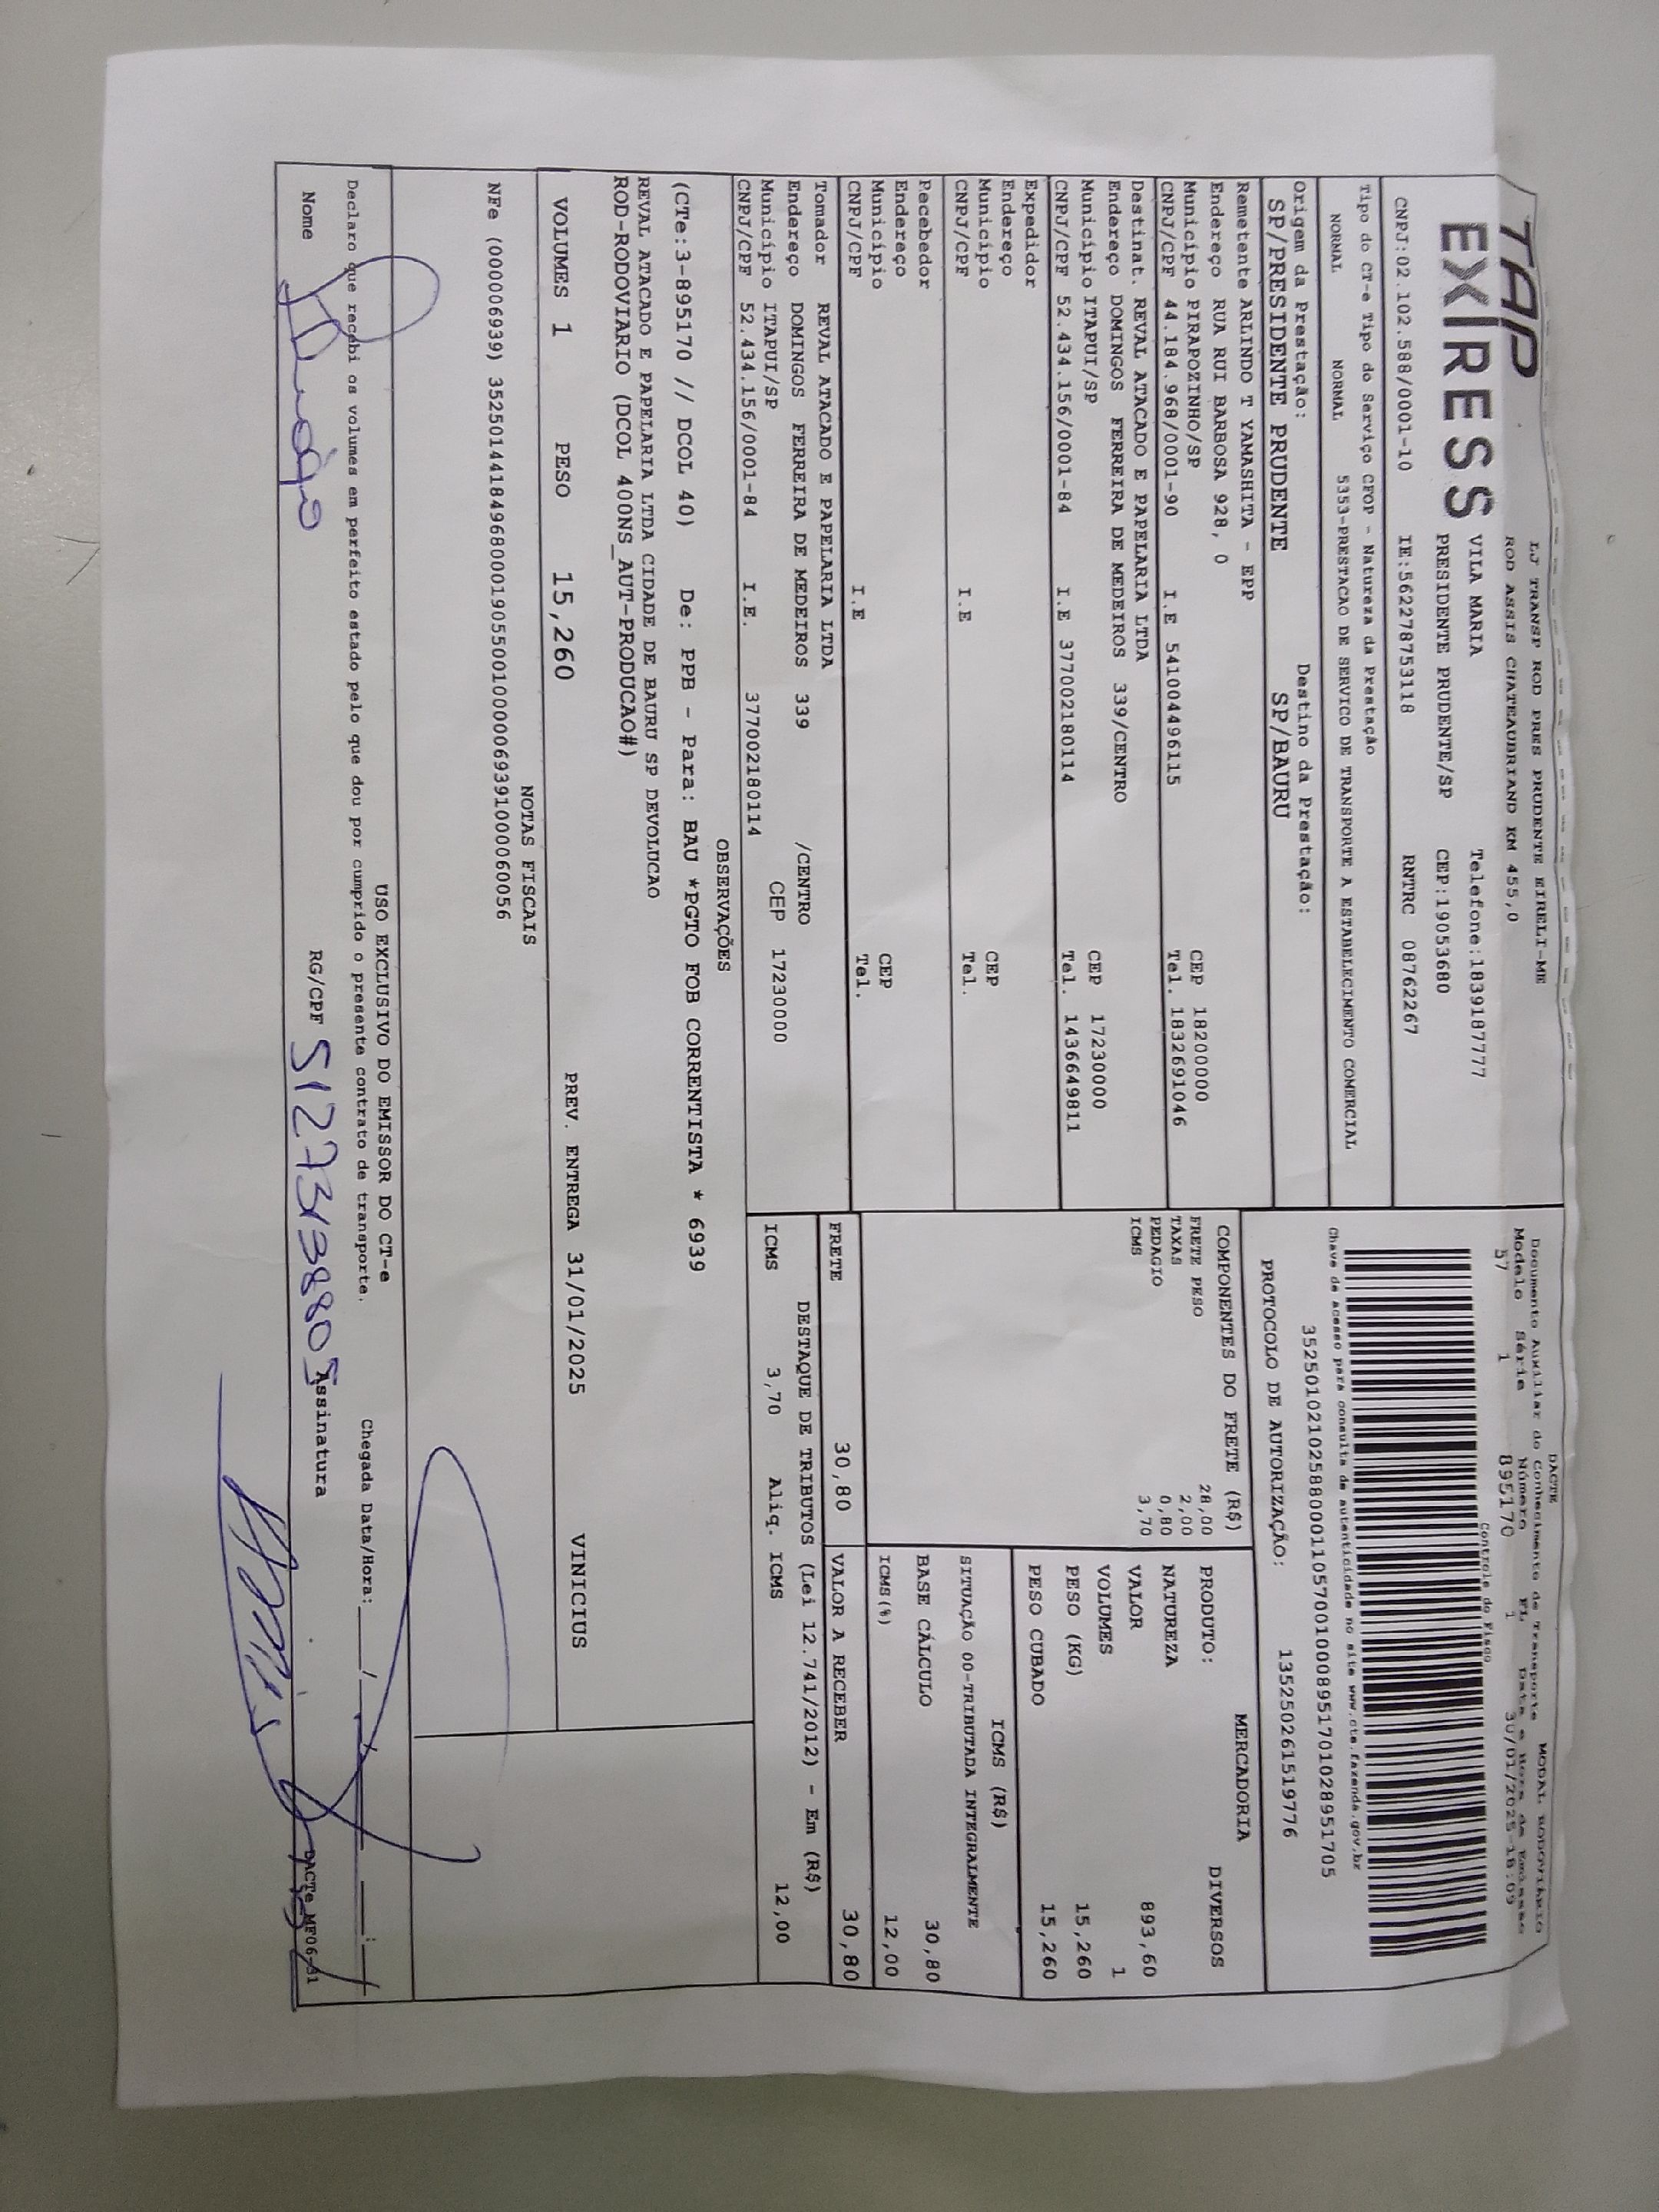 TAP
EXPRESS
LJ TRANSP ROD PRES PRUDENTE EIRELI-ME
ROD ASSIS CHATEAUBRIAND KM 455,0
VILA MARIA Telefone:1839187777
PRESIDENTE PRUDENTE/SP CEP:19053680
CNPJ:02.102.588/0001-10 IE:562278753118 RNTRC 08762267
DACTE MODAL RODOVIÁRIO
Documento Auxiliar do Conhecimento de Transporte
Modelo Série Número FL Data e Hora de Emissão
57 1 895170 1 30/01/2025-18:09
Controle do Fisco
Chave de acesso para consulta de autenticidade no site www.cte.fazenda.gov.br
35250102102588000110570010008951701028951705
PROTOCOLO DE AUTORIZAÇÃO: 135250261519776
Tipo do CT-e Tipo do Serviço CFOP - Natureza da Prestação
NORMAL NORMAL 5353-PRESTACAO DE SERVICO DE TRANSPORTE A ESTABELECIMENTO COMERCIAL
Origem da Prestação: Destino da Prestação:
SP/PRESIDENTE PRUDENTE SP/BAURU
Remetente ARLINDO T YAMASHITA - EPP
Endereço RUA RUI BARBOSA 928, 0
Município PIRAPOZINHO/SP CEP 18200000
CNPJ/CPF 44.184.968/0001-90 I.E 541004496115 Tel. 1832691046
Destinat. REVAL ATACADO E PAPELARIA LTDA
Endereço DOMINGOS FERREIRA DE MEDEIROS 339/CENTRO
Município ITAPUI/SP CEP 17230000
CNPJ/CPF 52.434.156/0001-84 I.E 377002180114 Tel. 1436649811
Expedidor
Endereço
Município CEP
CNPJ/CPF I.E Tel.
Recebedor
Endereço
Município CEP
CNPJ/CPF I.E Tel.
Tomador REVAL ATACADO E PAPELARIA LTDA
Endereço DOMINGOS FERREIRA DE MEDEIROS 339 /CENTRO
Município ITAPUI/SP CEP 17230000
CNPJ/CPF 52.434.156/0001-84 I.E. 377002180114
COMPONENTES DO FRETE (R$)
FRETE PESO 28,00
TAXAS 2,00
PEDAGIO 0,80
ICMS 3,70
MERCADORIA
PRODUTO: DIVERSOS
NATUREZA
VALOR 893,60
VOLUMES 1
PESO (KG) 15,260
PESO CUBADO 15,260
ICMS (R$)
SITUAÇÃO 00-TRIBUTADA INTEGRALMENTE
BASE CÁLCULO 30,80
ICMS(%) 12,00
FRETE 30,80 VALOR A RECEBER 30,80
DESTAQUE DE TRIBUTOS (Lei 12.741/2012) - Em (R$)
ICMS 3,70 Aliq. ICMS 12,00
OBSERVAÇÕES
(CTe:3-895170 // DCOL 40) De: PPB - Para: BAU *PGTO FOB CORRENTISTA * 6939
REVAL ATACADO E PAPELARIA LTDA CIDADE DE BAURU SP DEVOLUCAO
ROD-RODOVIARIO (DCOL 400NS_AUT-PRODUCAO#)
VOLUMES 1 PESO 15,260 PREV. ENTREGA 31/01/2025 VINICIUS
NOTAS FISCAIS
NFe (000006939) 35250144184968000190550010000069391000060056
USO EXCLUSIVO DO EMISSOR DO CT-e
Declaro que recebi os volumes em perfeito estado pelo que dou por cumprido o presente contrato de transporte. Chegada Data/Hora: / / :
Nome RG/CPF Assinatura DACTe_MF06-31